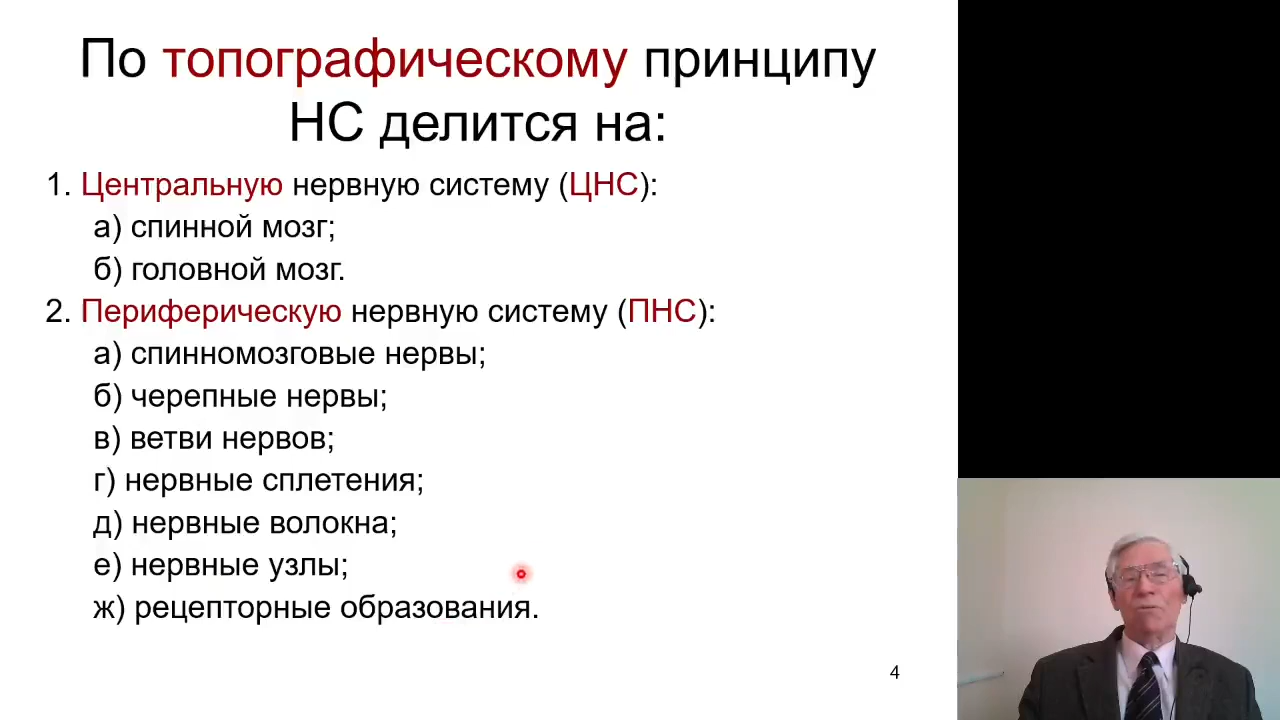 По топографическому принципу
НС делится на:
1. Центральную нервную систему (ЦНС):
а) спинной мозг;
б) головной мозг.
2. Периферическую нервную систему (ПНС):
а) спинномозговые нервы;
б) черепные нервы;
в) ветви нервов;
г) нервные сплетения;
д) нервные волокна;
е) нервные узлы;
ж) рецепторные образования.
4